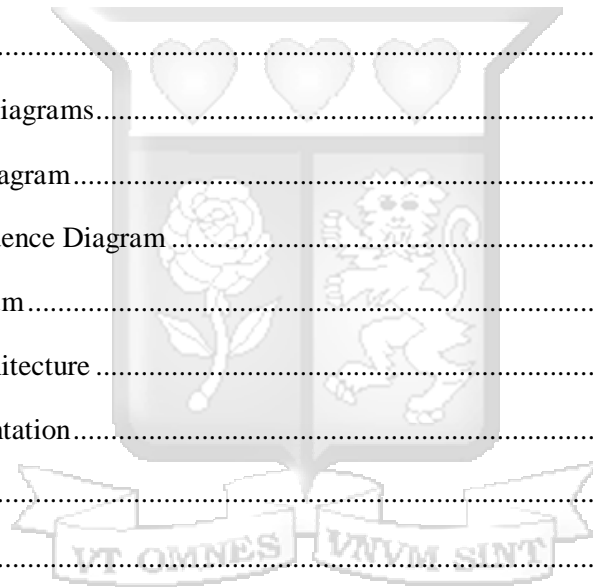 ....................................................
iagrams..................................................
agram.....................................................
ence Diagram ...........................................
m...........................................................
itecture ..................................................
tation.....................................................
....................................................
....................................................
VT OMNES VNVM SINT